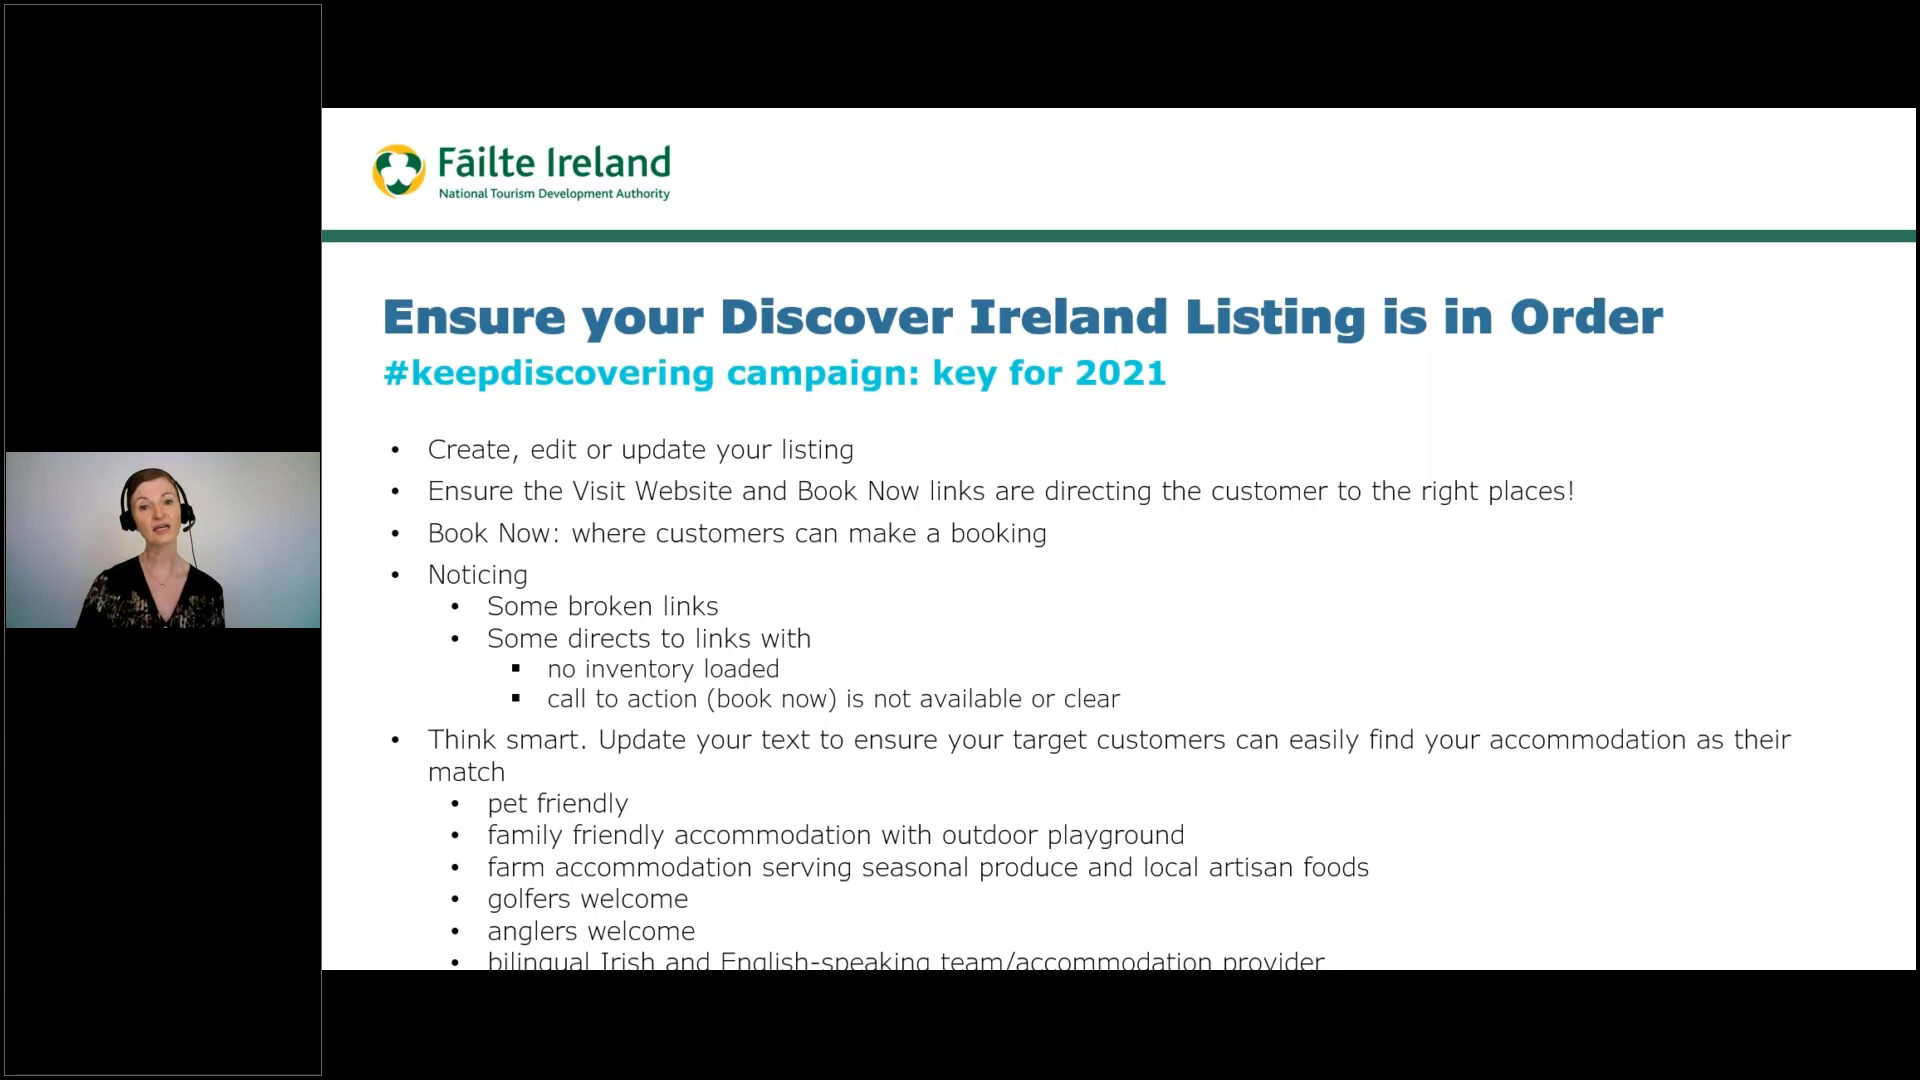 Fáilte Ireland
National Tourism Development Authority
Ensure your Discover Ireland Listing is in Order
#keepdiscovering campaign: key for 2021
• Create, edit or update your listing
• Ensure the Visit Website and Book Now links are directing the customer to the right places!
• Book Now: where customers can make a booking
• Noticing
• Some broken links
• Some directs to links with
▪ no inventory loaded
▪ call to action (book now) is not available or clear
• Think smart. Update your text to ensure your target customers can easily find your accommodation as their
match
• pet friendly
• family friendly accommodation with outdoor playground
• farm accommodation serving seasonal produce and local artisan foods
• golfers welcome
• anglers welcome
• bilingual Irish and English-speaking team/accommodation provider